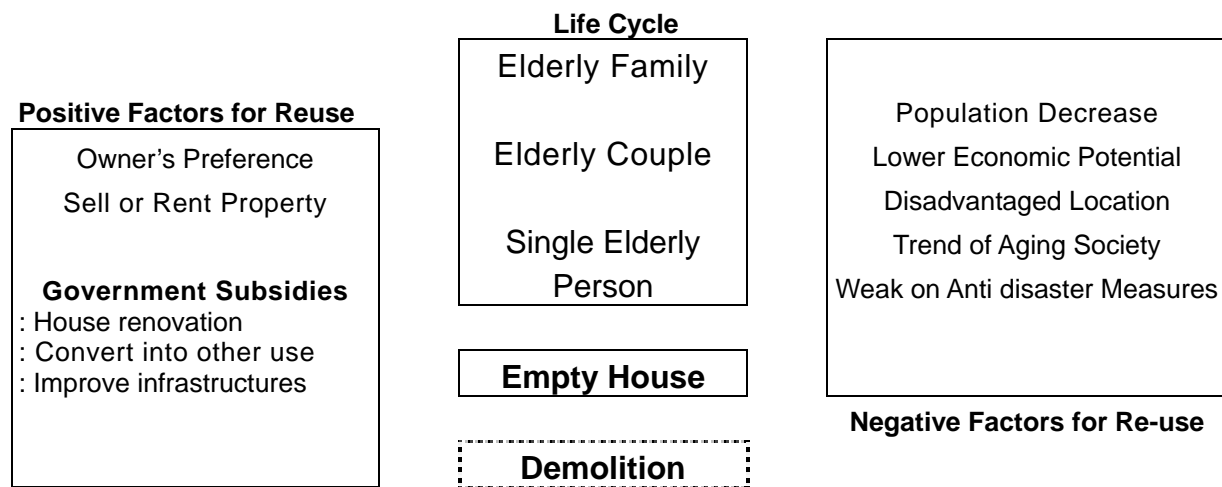 Life Cycle
Elderly Family
Elderly Couple
Single Elderly
Person
Empty House
Demolition
Positive Factors for Reuse
Owner's Preference
Sell or Rent Property
Government Subsidies
: House renovation
: Convert into other use
: Improve infrastructures
Population Decrease
Lower Economic Potential
Disadvantaged Location
Trend of Aging Society
Weak on Anti disaster Measures
Negative Factors for Re-use